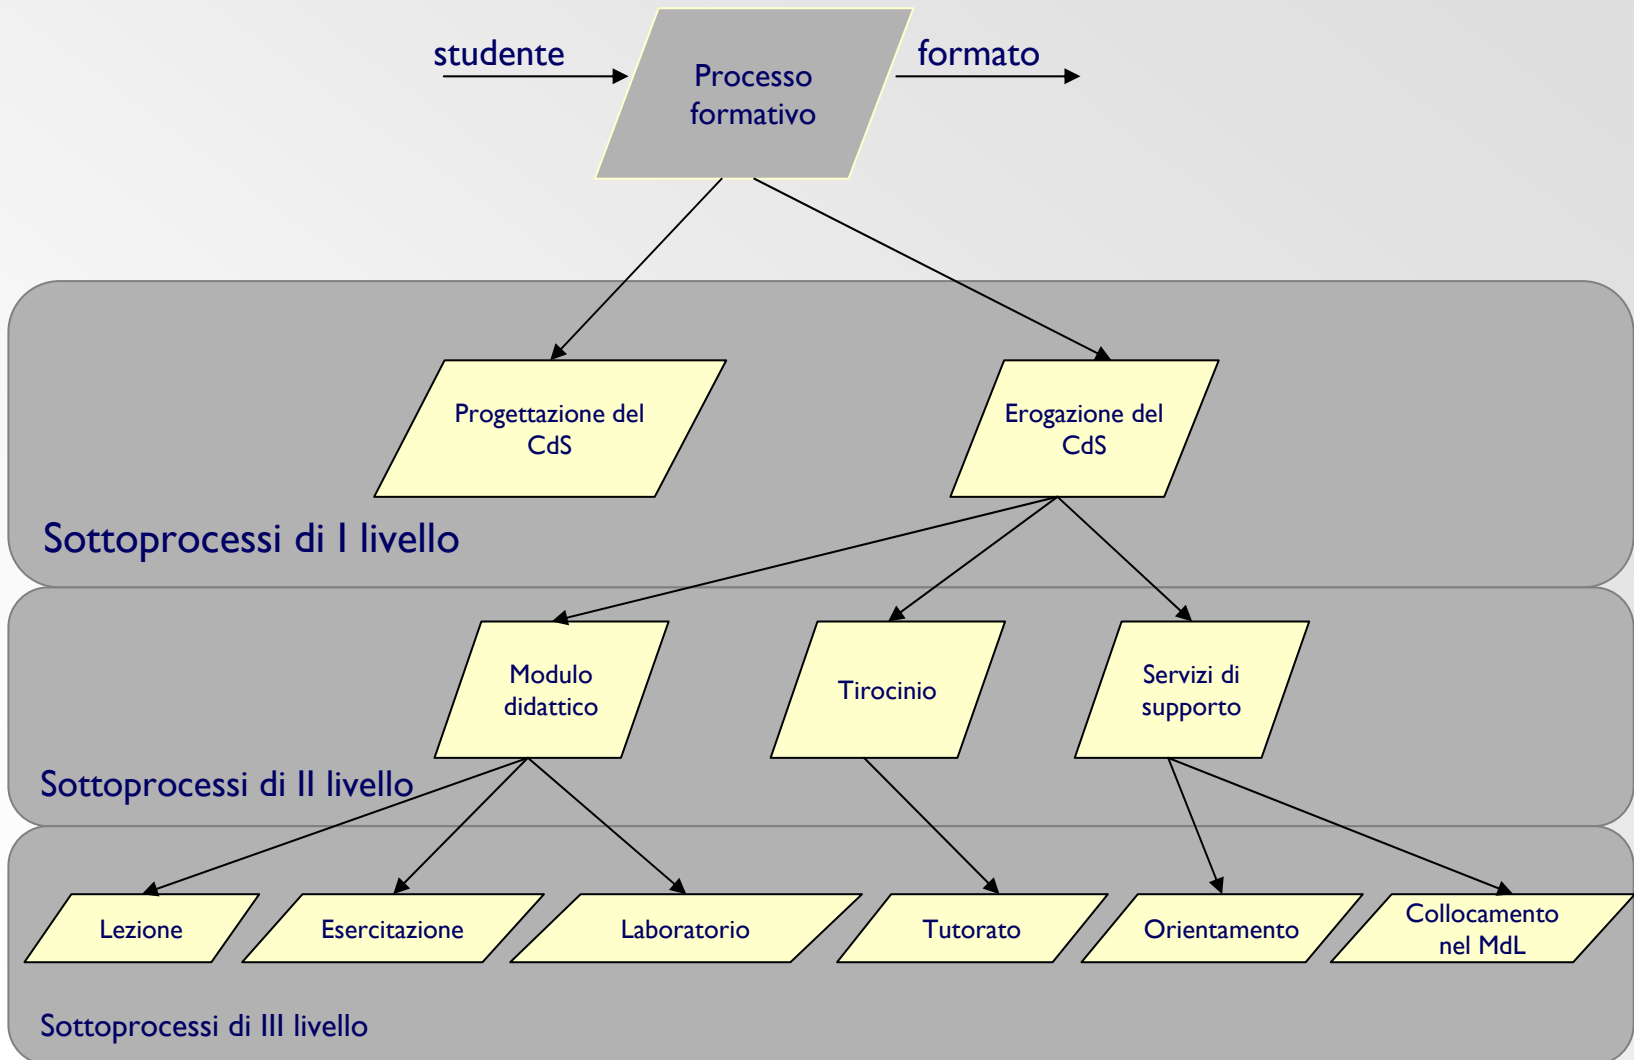 studente
formato
Processo
formativo
Progettazione del
CdS
Erogazione del
CdS
Sottoprocessi di I livello
Modulo
didattico
Tirocinio
Servizi di
supporto
Sottoprocessi di II livello
Lezione
Esercitazione
Laboratorio
Tutorato
Orientamento
Collocamento
nel MdL
Sottoprocessi di III livello